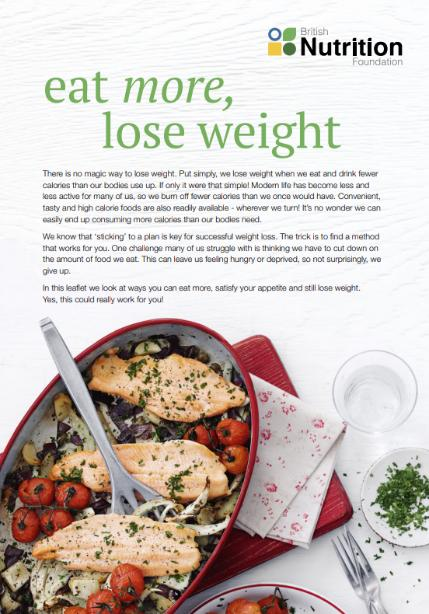 British
Nutrition
Foundation
eat more,
lose weight
There is no magic way to lose weight. Put simply, we lose weight when we eat and drink fewer
calories than our bodies use up. If only it were that simple! Modern life has become less and
less active for many of us, so we burn off fewer calories than we once would have. Convenient,
tasty and high calorie foods are also readily available - wherever we turn! It's no wonder we can
easily end up consuming more calories than our bodies need.
We know that 'sticking' to a plan is key for successful weight loss. The trick is to find a method
that works for you. One challenge many of us struggle with is thinking we have to cut down on
the amount of food we eat. This can leave us feeling hungry or deprived, so not surprisingly, we
give up.
In this leaflet we look at ways you can eat more, satisfy your appetite and still lose weight.
Yes, this could really work for you!